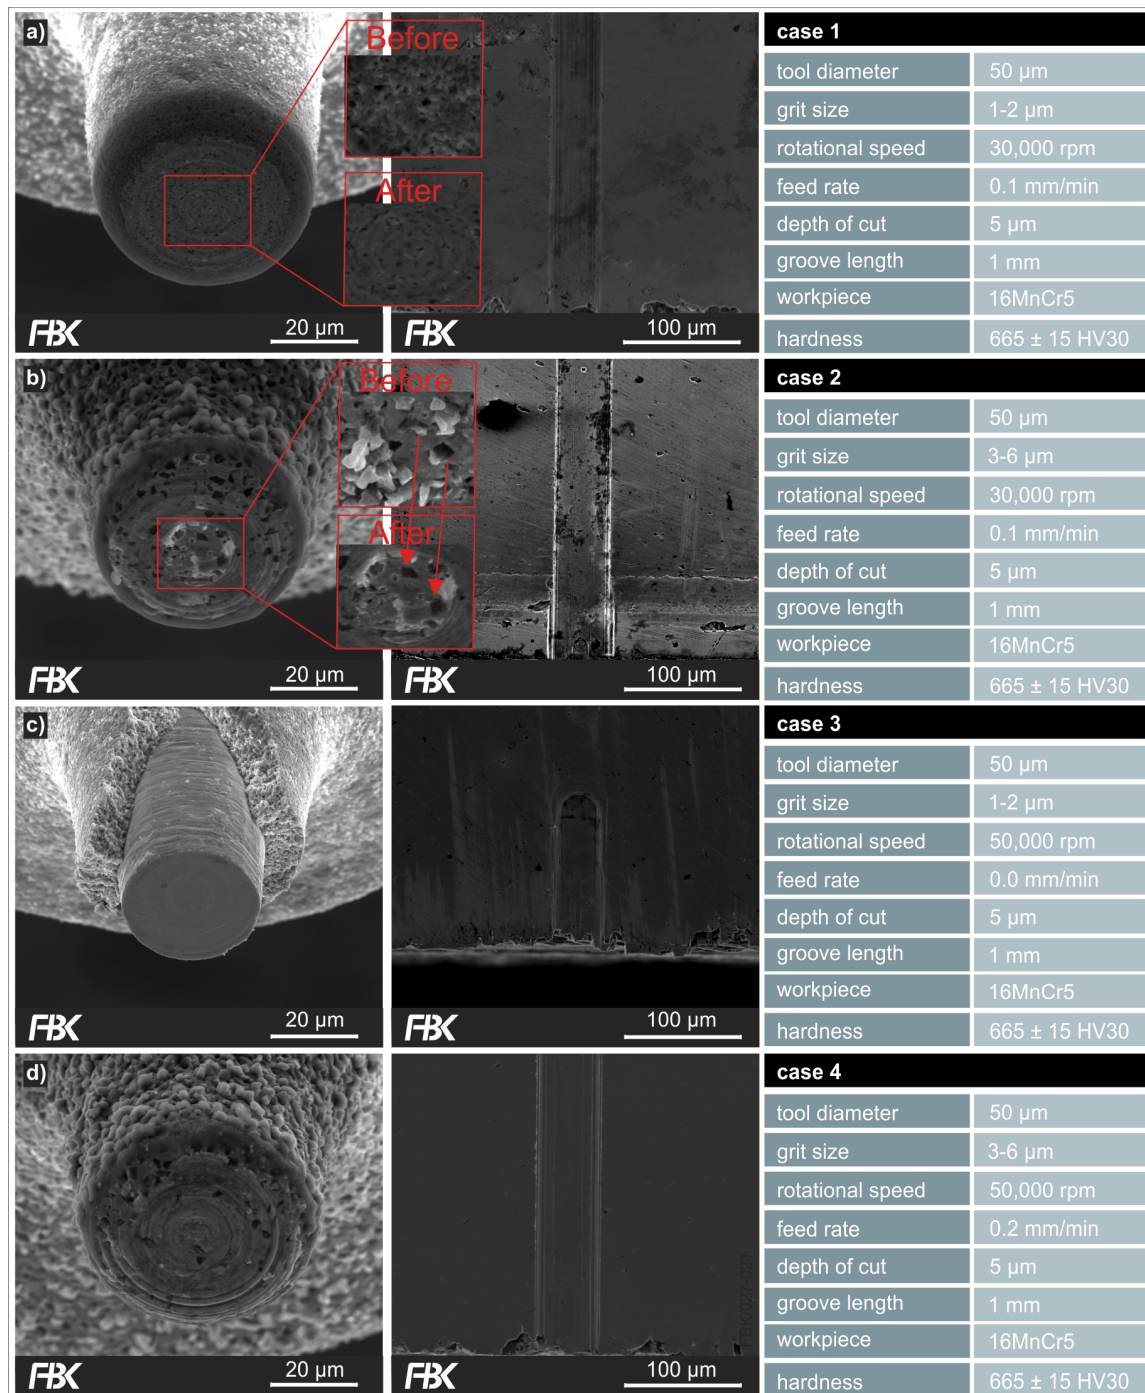 a)
Before
After
FBK
20 µm
FBK
100 µm
case 1
tool diameter 50 µm
grit size 1-2 µm
rotational speed 30,000 rpm
feed rate 0.1 mm/min
depth of cut 5 µm
groove length 1 mm
workpiece 16MnCr5
hardness 665 ± 15 HV30
b)
Before
After
FBK
20 µm
FBK
100 µm
case 2
tool diameter 50 µm
grit size 3-6 µm
rotational speed 30,000 rpm
feed rate 0.1 mm/min
depth of cut 5 µm
groove length 1 mm
workpiece 16MnCr5
hardness 665 ± 15 HV30
c)
FBK
20 µm
FBK
100 µm
case 3
tool diameter 50 µm
grit size 1-2 µm
rotational speed 50,000 rpm
feed rate 0.0 mm/min
depth of cut 5 µm
groove length 1 mm
workpiece 16MnCr5
hardness 665 ± 15 HV30
d)
FBK
20 µm
FBK/027-021
FBK
100 µm
case 4
tool diameter 50 µm
grit size 3-6 µm
rotational speed 50,000 rpm
feed rate 0.2 mm/min
depth of cut 5 µm
groove length 1 mm
workpiece 16MnCr5
hardness 665 ± 15 HV30